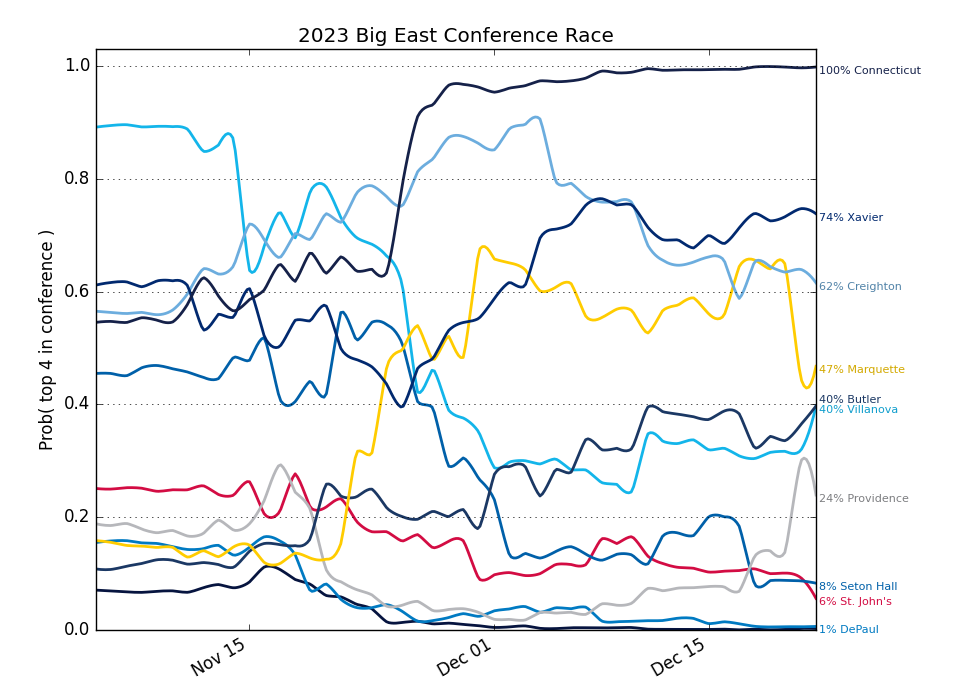 2023 Big East Conference Race
Prob( top 4 in conference )
1.0
0.8
0.6
0.4
0.2
0.0
Nov 15
Dec 01
Dec 15
100% Connecticut
74% Xavier
62% Creighton
47% Marquette
40% Butler
40% Villanova
24% Providence
8% Seton Hall
6% St. John's
1% DePaul